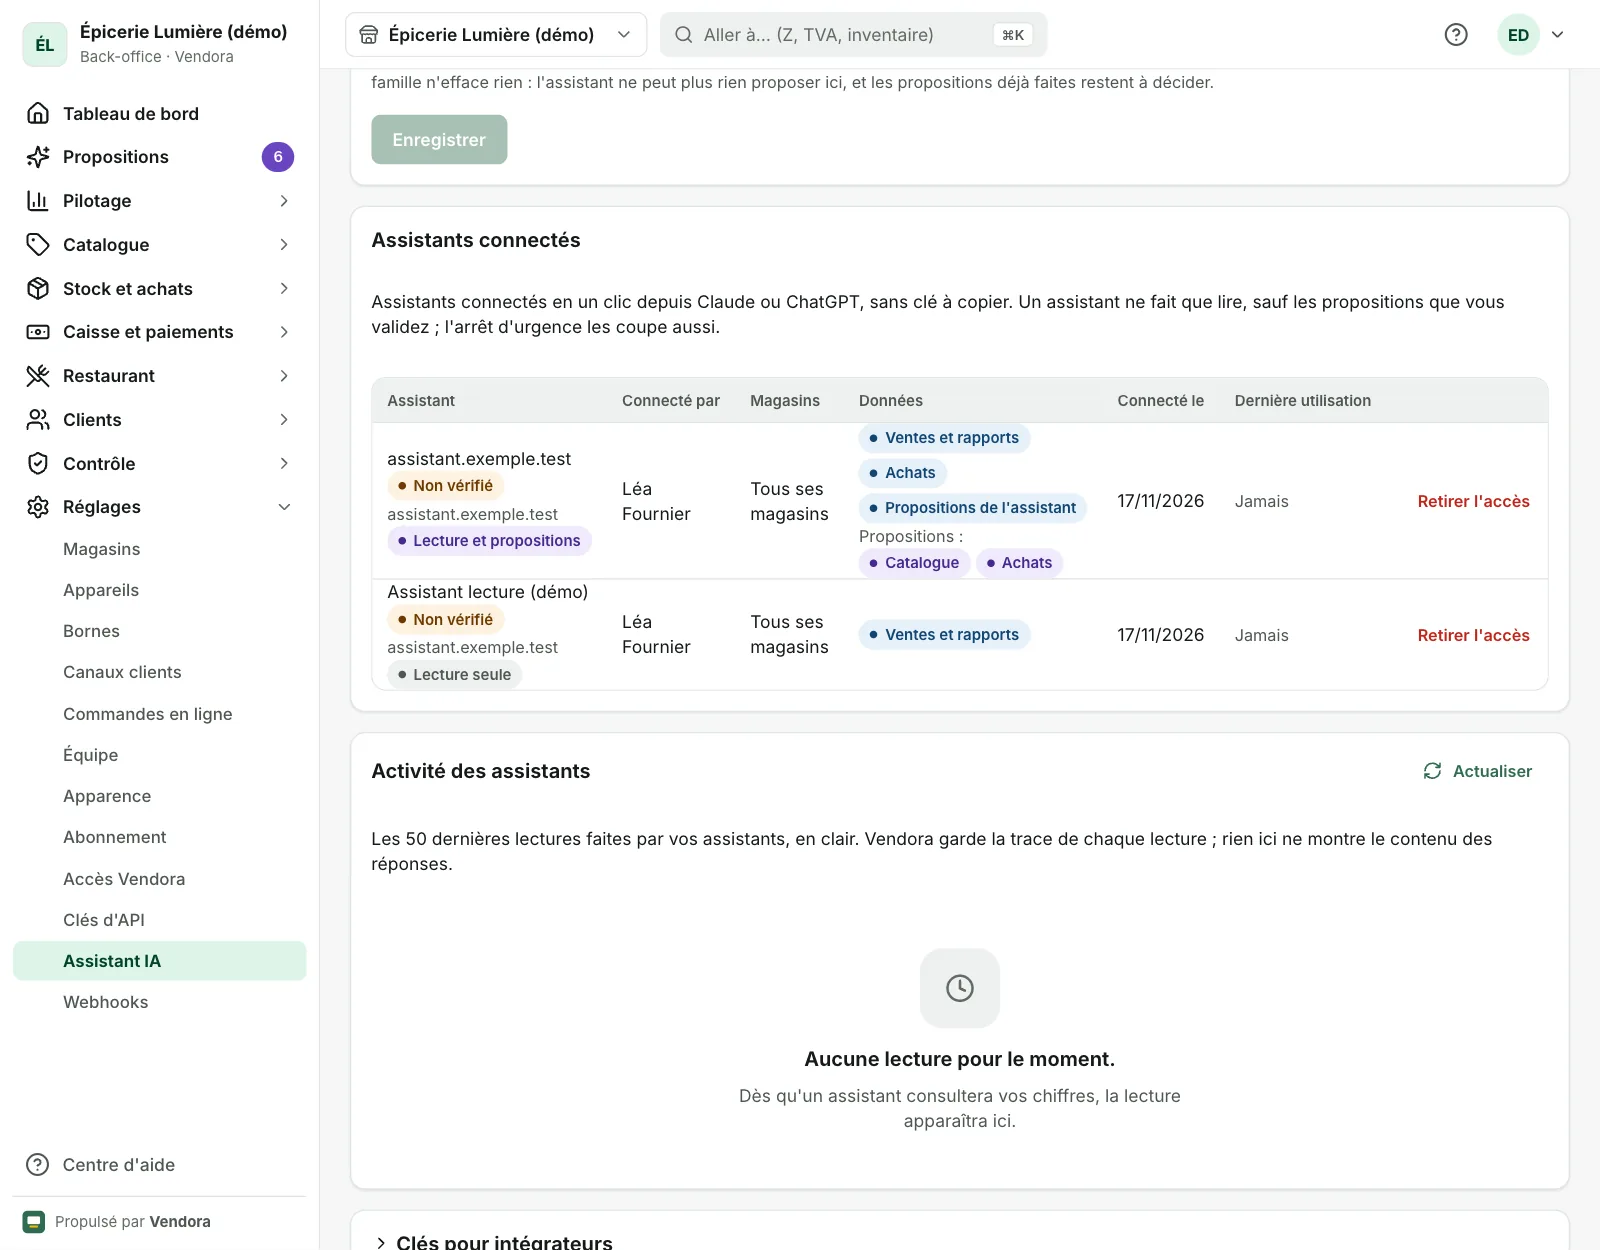 ÉL
Épicerie Lumière (démo)
Back-office · Vendora
Tableau de bord
Propositions
6
Pilotage
Catalogue
Stock et achats
Caisse et paiements
Restaurant
Clients
Contrôle
Réglages
Magasins
Appareils
Bornes
Canaux clients
Commandes en ligne
Équipe
Apparence
Abonnement
Accès Vendora
Clés d'API
Assistant IA
Webhooks
Centre d'aide
Propulsé par Vendora
Épicerie Lumière (démo)
Aller à... (Z, TVA, inventaire)
⌘K
ED
famille n'efface rien : l'assistant ne peut plus rien proposer ici, et les propositions déjà faites restent à décider.
Enregistrer
Assistants connectés
Assistants connectés en un clic depuis Claude ou ChatGPT, sans clé à copier. Un assistant ne fait que lire, sauf les propositions que vous
validez ; l'arrêt d'urgence les coupe aussi.
Assistant
Connecté par
Magasins
Données
Connecté le
Dernière utilisation
assistant.exemple.test
Non vérifié
assistant.exemple.test
Lecture et propositions
Léa
Fournier
Tous ses
magasins
Ventes et rapports
Achats
Propositions de l'assistant
Propositions :
Catalogue
Achats
17/11/2026
Jamais
Retirer l'accès
Assistant lecture (démo)
Non vérifié
assistant.exemple.test
Lecture seule
Léa
Fournier
Tous ses
magasins
Ventes et rapports
17/11/2026
Jamais
Retirer l'accès
Activité des assistants
Actualiser
Les 50 dernières lectures faites par vos assistants, en clair. Vendora garde la trace de chaque lecture ; rien ici ne montre le contenu des
réponses.
Aucune lecture pour le moment.
Dès qu'un assistant consultera vos chiffres, la lecture
apparaîtra ici.
Clés pour intégrateurs